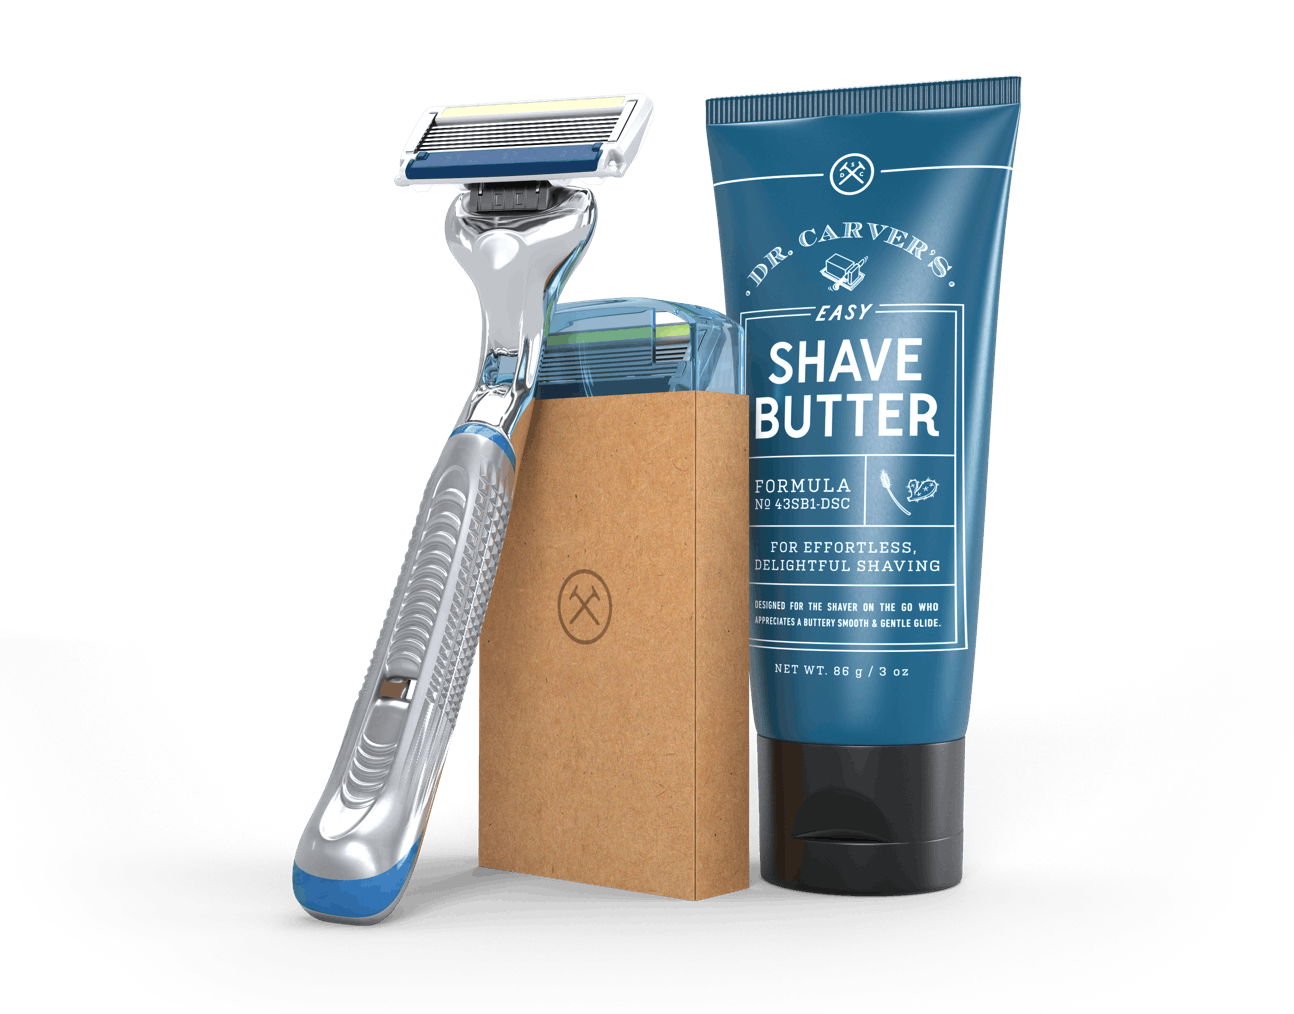 D S C
DR. CARVER'S
EASY
SHAVE
BUTTER
FORMULA
Nº 43SB1-DSC
FOR EFFORTLESS,
DELIGHTFUL SHAVING
DESIGNED FOR THE SHAVER ON THE GO WHO
APPRECIATES A BUTTERY SMOOTH & GENTLE GLIDE.
NET WT. 86 g / 3 oz